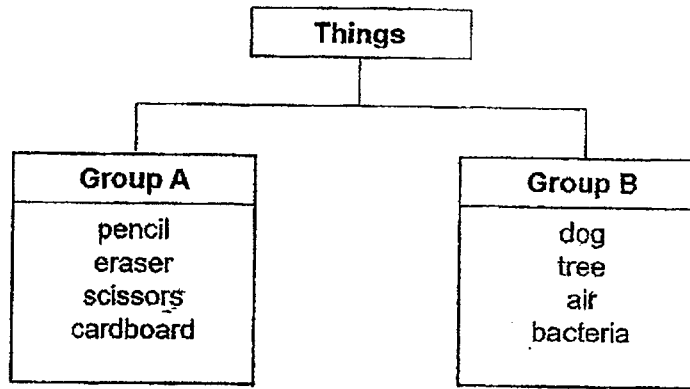 Things
Group A
pencil
eraser
scissors
cardboard
Group B
dog
tree
air
bacteria